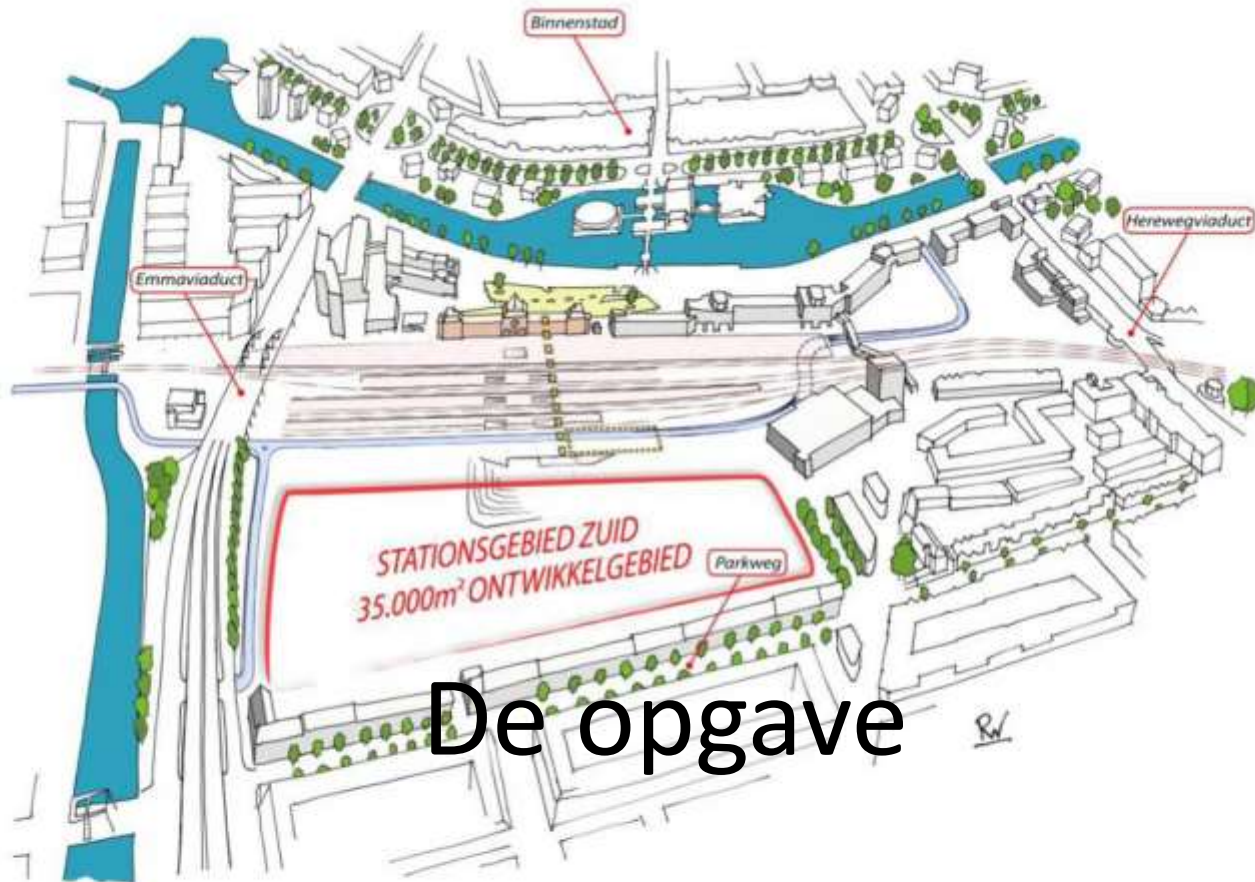 Binnenstad
Herewegviaduct
Emmaviaduct
STATIONSGEBIED ZUID
35.000m² ONTWIKKELGEBIED
Parkweg
De opgave
RW